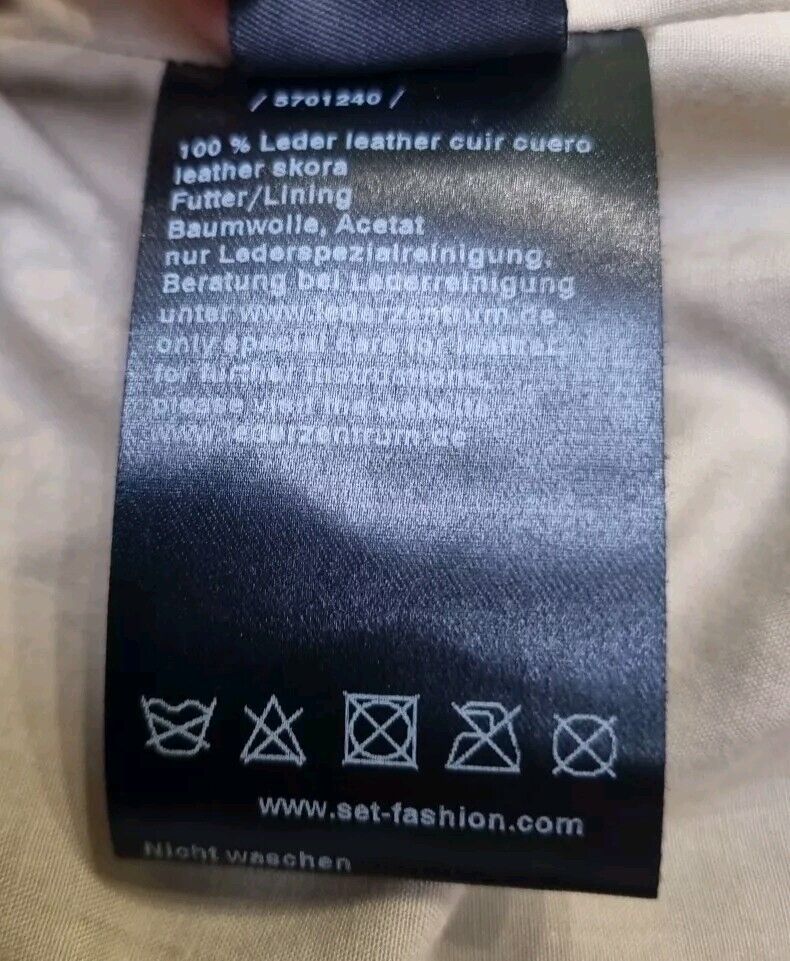 / 5701240 /
100 % Leder leather cuir cuero
leather skora
Futter/Lining
Baumwolle, Acetat
nur Lederspezialreinigung.
Beratung bei Lederreinigung
unter www.lederzentrum.de
only special care for leather
for further instructions,
please visit the website
www.lederzentrum.de
www.set-fashion.com
Nicht waschen